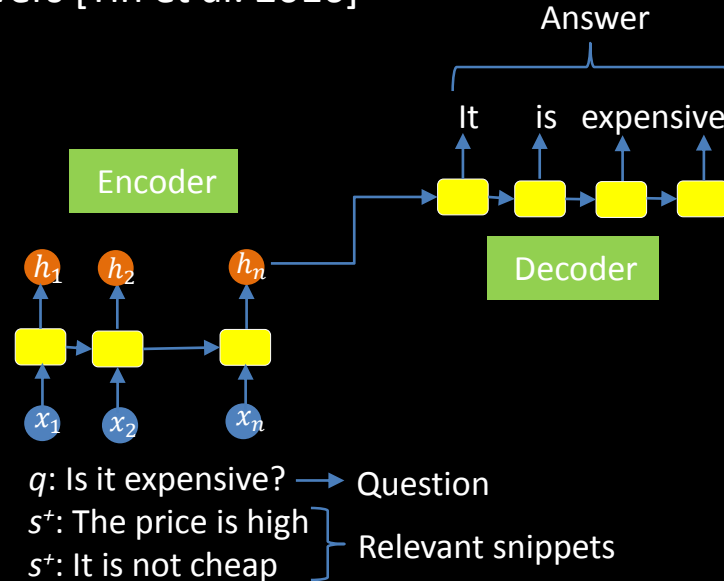 Answer
It is expensive
Encoder
h₁ h₂ hₙ
Decoder
x₁ x₂ xₙ
q: Is it expensive? Question
s⁺: The price is high
Relevant snippets
s⁺: It is not cheap